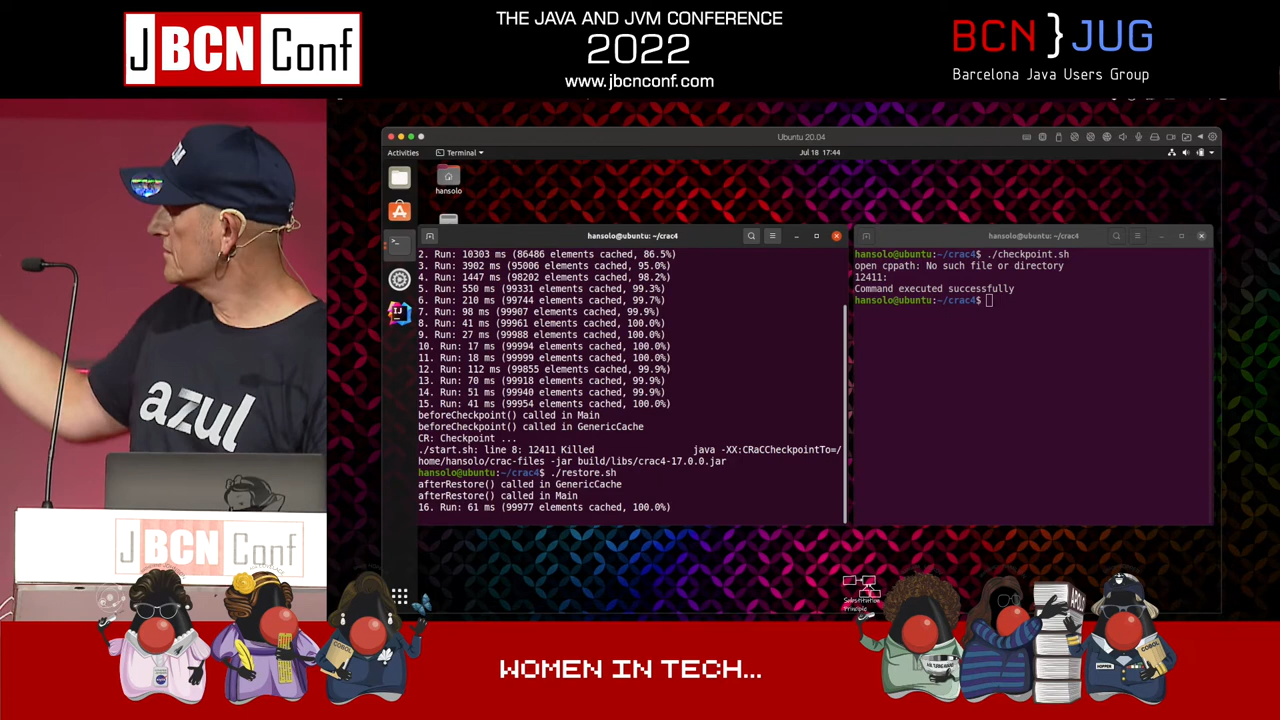 JBCNConf
THE JAVA AND JVM CONFERENCE
2022
www.jbcnconf.com
BCN}JUG
Barcelona Java Users Group
Ubuntu 20.04
Activities
Terminal
Jul 18 17:44
hansolo
hansolo@ubuntu: ~/crac4
2. Run: 10303 ms (86486 elements cached, 86.5%)
3. Run: 3902 ms (95006 elements cached, 95.0%)
4. Run: 1447 ms (98202 elements cached, 98.2%)
5. Run: 550 ms (99331 elements cached, 99.3%)
6. Run: 210 ms (99744 elements cached, 99.7%)
7. Run: 98 ms (99907 elements cached, 99.9%)
8. Run: 41 ms (99961 elements cached, 100.0%)
9. Run: 27 ms (99988 elements cached, 100.0%)
10. Run: 17 ms (99994 elements cached, 100.0%)
11. Run: 18 ms (99999 elements cached, 100.0%)
12. Run: 112 ms (99855 elements cached, 99.9%)
13. Run: 70 ms (99918 elements cached, 99.9%)
14. Run: 51 ms (99940 elements cached, 99.9%)
15. Run: 41 ms (99954 elements cached, 100.0%)
beforeCheckpoint() called in Main
beforeCheckpoint() called in GenericCache
CR: Checkpoint ...
./start.sh: line 8: 12411 Killed java -XX:CRaCCheckpointTo=/
home/hansolo/crac-files -jar build/libs/crac4-17.0.0.jar
hansolo@ubuntu:~/crac4$ ./restore.sh
afterRestore() called in GenericCache
afterRestore() called in Main
16. Run: 61 ms (99977 elements cached, 100.0%)
hansolo@ubuntu: ~/crac4
hansolo@ubuntu:~/crac4$ ./checkpoint.sh
open cppath: No such file or directory
12411:
Command executed successfully
hansolo@ubuntu:~/crac4$
IJ
azul
JBCNConf
Substitution
Principle
COBOL
APOLLO
HOPPER
COBOL
WOMEN IN TECH...